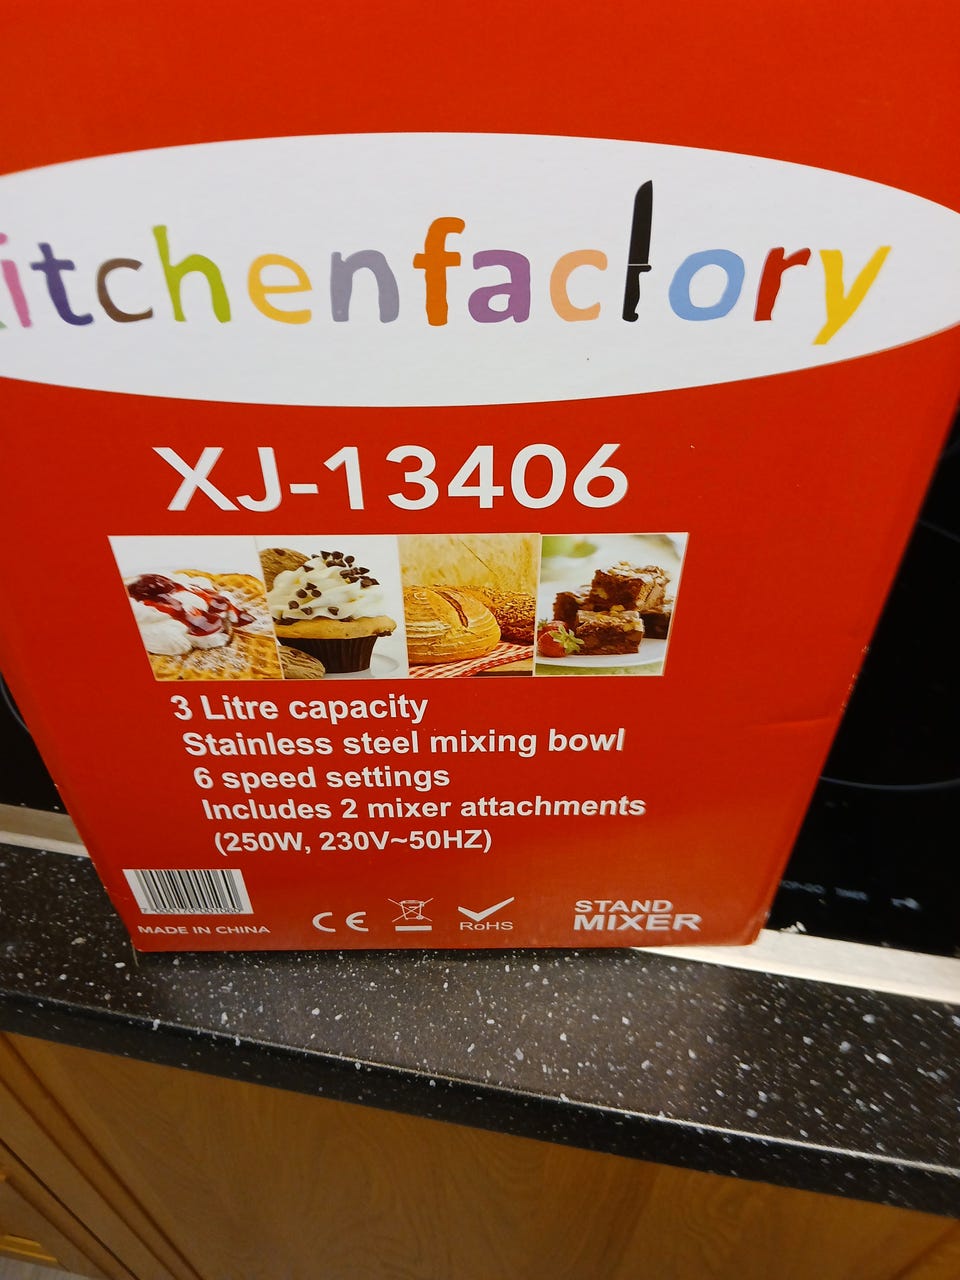 kitchenfactory
XJ-13406
3 Litre capacity
Stainless steel mixing bowl
6 speed settings
Includes 2 mixer attachments
(250W, 230V~50HZ)
MADE IN CHINA
CE
RoHS
STAND
MIXER